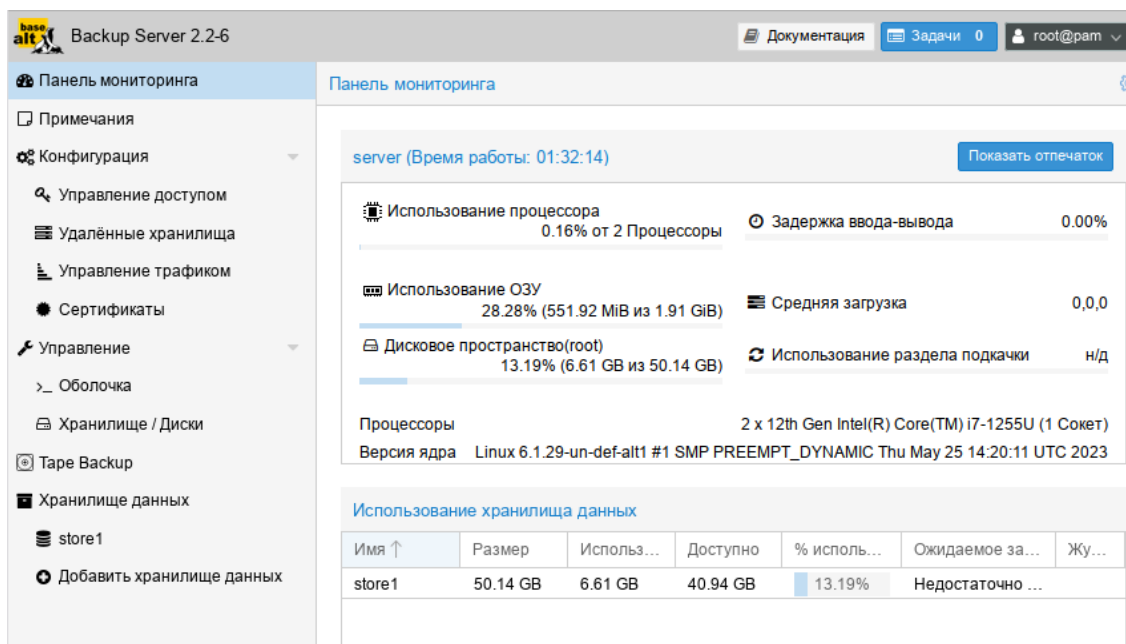 base
alt
Backup Server 2.2-6
Документация
Задачи 0
root@pam
Панель мониторинга
Примечания
Конфигурация
Управление доступом
Удалённые хранилища
Управление трафиком
Сертификаты
Управление
>_ Оболочка
Хранилище / Диски
Tape Backup
Хранилище данных
store1
Добавить хранилище данных
Панель мониторинга
server (Время работы: 01:32:14)
Показать отпечаток
Использование процессора
0.16% от 2 Процессоры
Задержка ввода-вывода 0.00%
Использование ОЗУ
28.28% (551.92 MiB из 1.91 GiB)
Средняя загрузка 0,0,0
Дисковое пространство(root)
13.19% (6.61 GB из 50.14 GB)
Использование раздела подкачки н/д
Процессоры 2 x 12th Gen Intel(R) Core(TM) i7-1255U (1 Сокет)
Версия ядра Linux 6.1.29-un-def-alt1 #1 SMP PREEMPT_DYNAMIC Thu May 25 14:20:11 UTC 2023
Использование хранилища данных
Имя ↑ Размер Использ... Доступно % исполь... Ожидаемое за... Жу...
store1 50.14 GB 6.61 GB 40.94 GB 13.19% Недостаточно ...